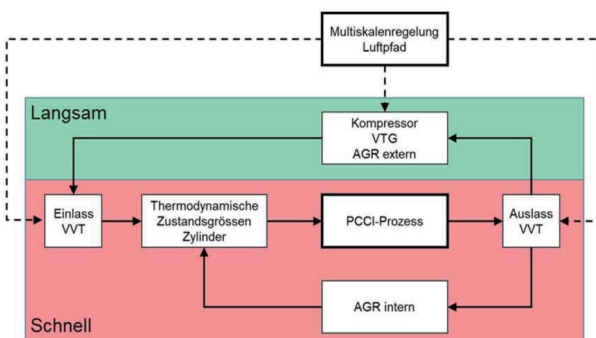 Multiskalenregelung
Luftpfad
Langsam
Kompressor
VTG
AGR extern
Einlass
VVT
Thermodynamische
Zustandsgrössen
Zylinder
PCCI-Prozess
Auslass
VVT
AGR intern
Schnell